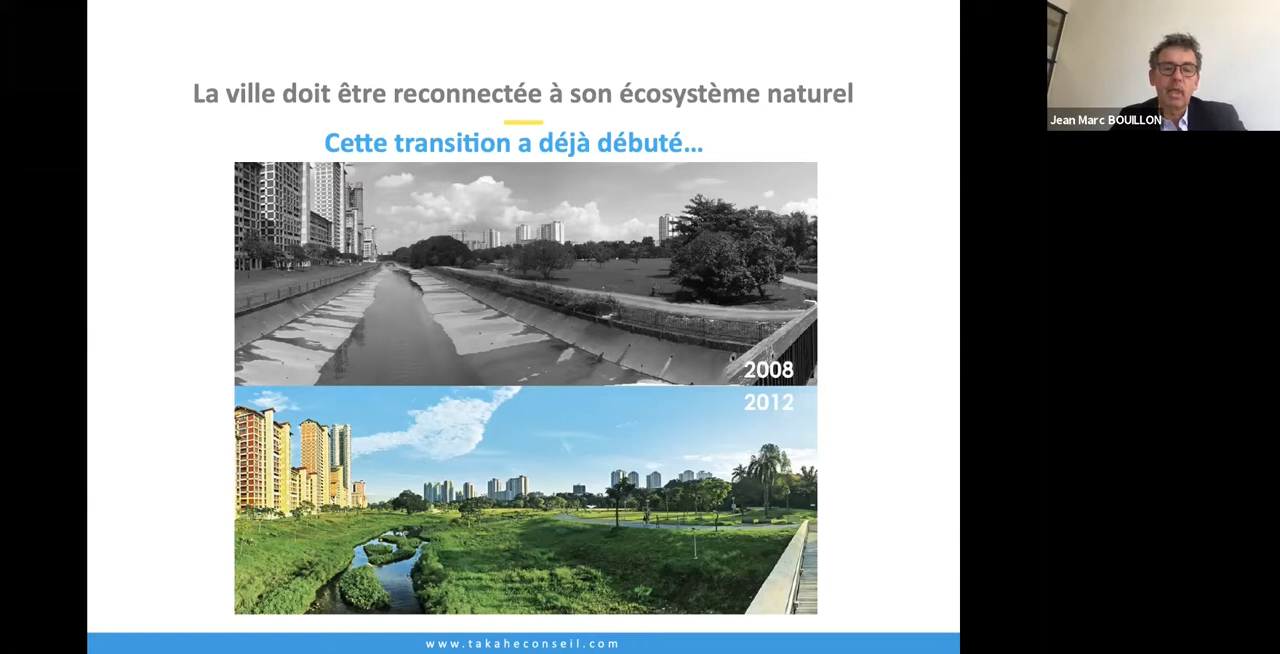 La ville doit être reconnectée à son écosystème naturel
Cette transition a déjà débuté...
2008
2012
www.takaheconseil.com
Jean Marc BOUILLON